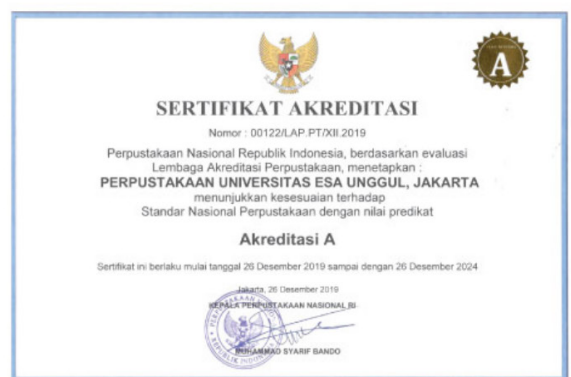 A
SERTIFIKAT AKREDITASI
Nomor : 00122/LAP.PT/XII.2019
Perpustakaan Nasional Republik Indonesia, berdasarkan evaluasi
Lembaga Akreditasi Perpustakaan, menetapkan :
PERPUSTAKAAN UNIVERSITAS ESA UNGGUL, JAKARTA
menunjukkan kesesuaian terhadap
Standar Nasional Perpustakaan dengan nilai predikat
Akreditasi A
Sertifikat ini berlaku mulai tanggal 26 Desember 2019 sampai dengan 26 Desember 2024
Jakarta, 26 Desember 2019
KEPALA PERPUSTAKAAN NASIONAL RI
MUHAMMAD SYARIF BANDO